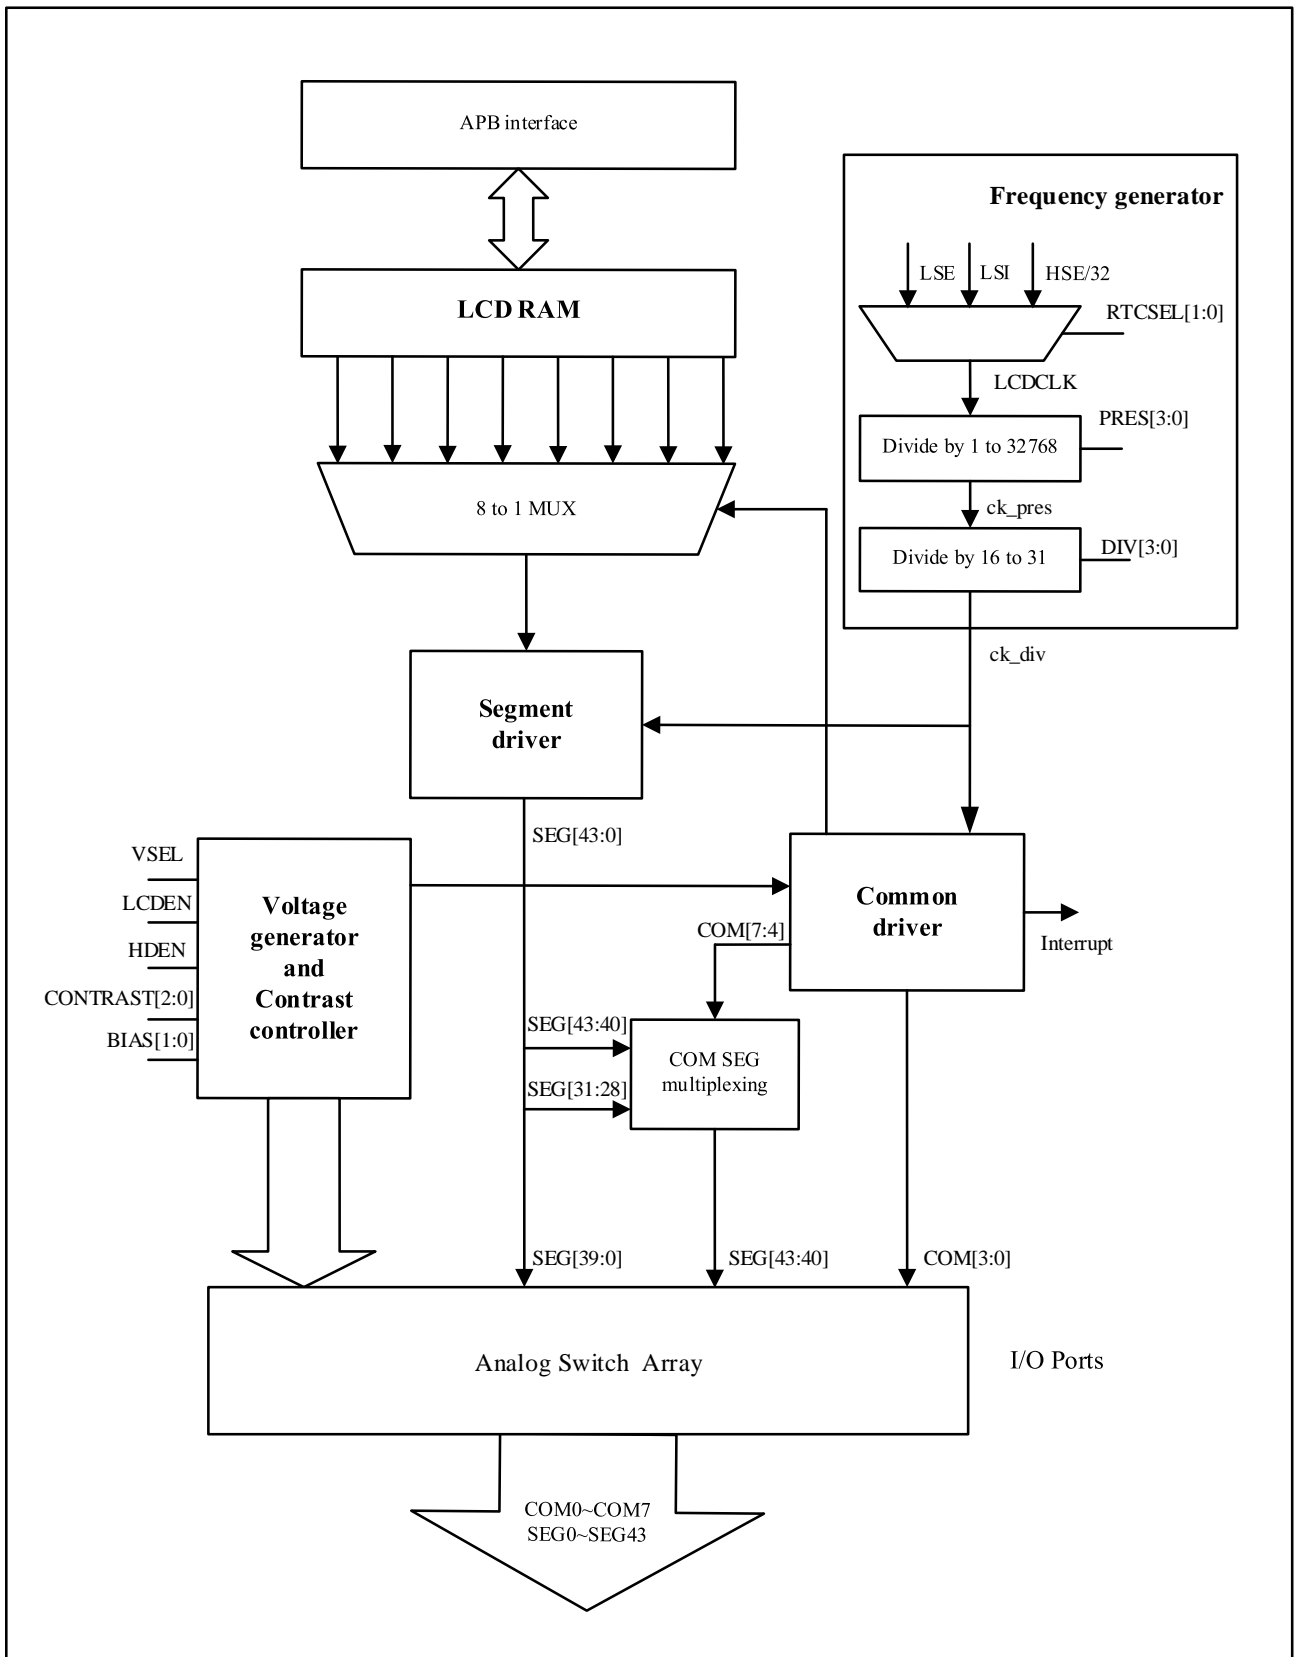 APB interface
Frequency generator
LSE
LSI
HSE/32
LCD RAM
RTCSEL[1:0]
LCDCLK
PRES[3:0]
Divide by 1 to 32768
8 to 1 MUX
ck_pres
DIV[3:0]
Divide by 16 to 31
ck_div
Segment
driver
SEG[43:0]
VSEL
LCDEN
HDEN
CONTRAST[2:0]
BIAS[1:0]
Voltage
generator
and
Contrast
controller
Common
driver
COM[7:4]
Interrupt
SEG[43:40]
SEG[31:28]
COM SEG
multiplexing
SEG[39:0]
SEG[43:40]
COM[3:0]
Analog Switch Array
I/O Ports
COM0~COM7
SEG0~SEG43